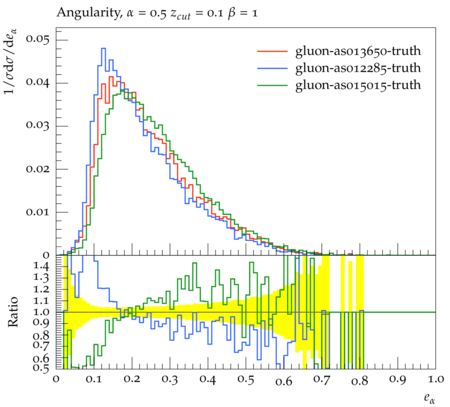 Angularity, α = 0.5 z_cut = 0.1 β = 1
1/σdσ/de_α
0.05
0.04
0.03
0.02
0.01
0
gluon-as013650-truth
gluon-as012285-truth
gluon-as015015-truth
Ratio
1.4
1.3
1.2
1.1
1.0
0.9
0.8
0.7
0.6
0.5
0 0.1 0.2 0.3 0.4 0.5 0.6 0.7 0.8 0.9 1.0
e_α